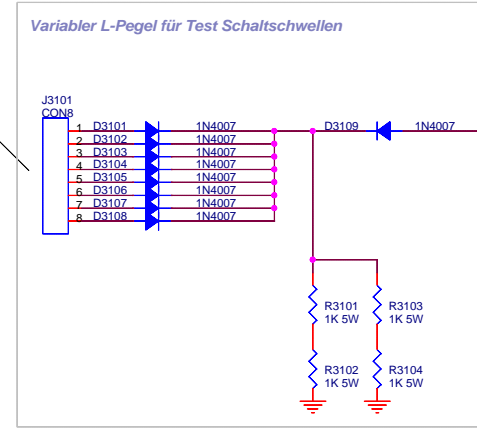 Variabler L-Pegel für Test Schaltschwellen
J3101
CON8
1 D3101 1N4007 D3109 1N4007
2 D3102 1N4007
3 D3103 1N4007
4 D3104 1N4007
5 D3105 1N4007
6 D3106 1N4007
7 D3107 1N4007
8 D3108 1N4007
R3101 R3103
1K 5W 1K 5W
R3102 R3104
1K 5W 1K 5W